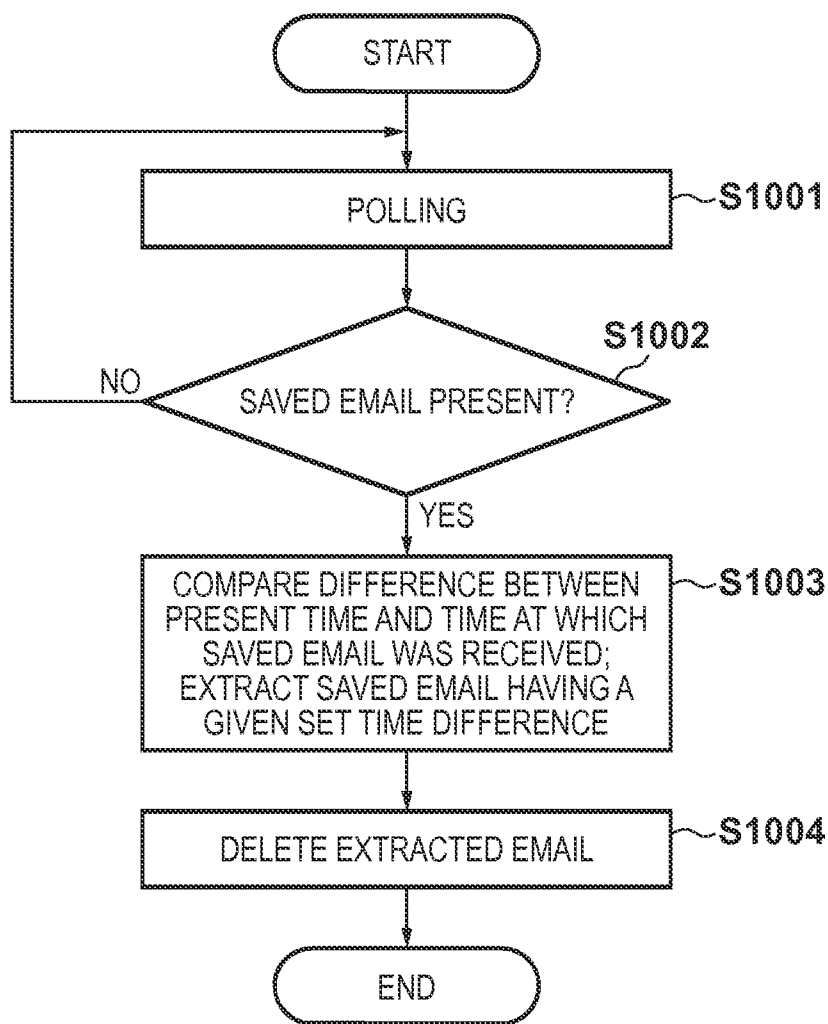 START
POLLING
S1001
S1002
NO
SAVED EMAIL PRESENT?
YES
COMPARE DIFFERENCE BETWEEN
PRESENT TIME AND TIME AT WHICH
SAVED EMAIL WAS RECEIVED;
EXTRACT SAVED EMAIL HAVING A
GIVEN SET TIME DIFFERENCE
S1003
DELETE EXTRACTED EMAIL
S1004
END